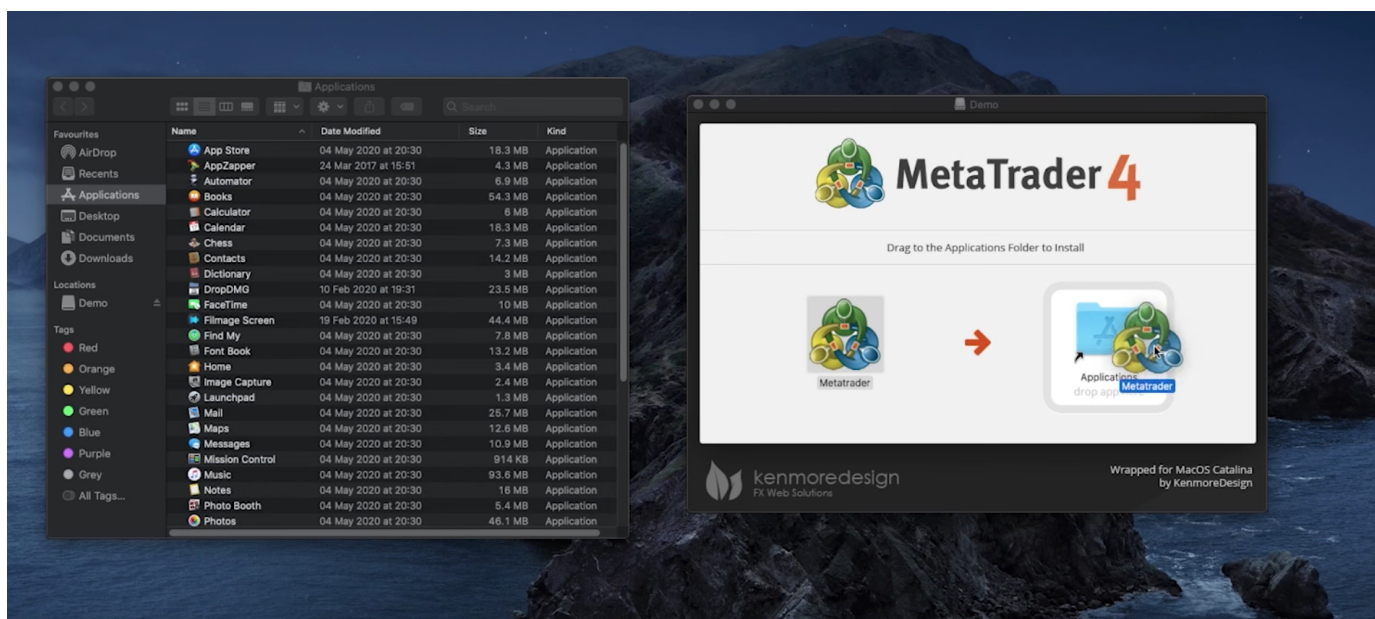 Applications
Search
Favourites
AirDrop
Recents
Applications
Desktop
Documents
Downloads
Locations
Demo
Tags
Red
Orange
Yellow
Green
Blue
Purple
Grey
All Tags...
Name Date Modified Size Kind
App Store 04 May 2020 at 20:30 18.3 MB Application
AppZapper 24 Mar 2017 at 15:51 4.3 MB Application
Automator 04 May 2020 at 20:30 6.9 MB Application
Books 04 May 2020 at 20:30 54.3 MB Application
Calculator 04 May 2020 at 20:30 6 MB Application
Calendar 04 May 2020 at 20:30 18.3 MB Application
Chess 04 May 2020 at 20:30 7.3 MB Application
Contacts 04 May 2020 at 20:30 14.2 MB Application
Dictionary 04 May 2020 at 20:30 3 MB Application
DropDMG 10 Feb 2020 at 19:31 23.5 MB Application
FaceTime 04 May 2020 at 20:30 10 MB Application
Filmage Screen 19 Feb 2020 at 15:49 44.4 MB Application
Find My 04 May 2020 at 20:30 7.8 MB Application
Font Book 04 May 2020 at 20:30 13.2 MB Application
Home 04 May 2020 at 20:30 3.4 MB Application
Image Capture 04 May 2020 at 20:30 2.4 MB Application
Launchpad 04 May 2020 at 20:30 1.3 MB Application
Mail 04 May 2020 at 20:30 25.7 MB Application
Maps 04 May 2020 at 20:30 12.6 MB Application
Messages 04 May 2020 at 20:30 10.9 MB Application
Mission Control 04 May 2020 at 20:30 914 KB Application
Music 04 May 2020 at 20:30 93.6 MB Application
Notes 04 May 2020 at 20:30 16 MB Application
Photo Booth 04 May 2020 at 20:30 5.4 MB Application
Photos 04 May 2020 at 20:30 46.1 MB Application
Demo
MetaTrader 4
Drag to the Applications Folder to Install
Metatrader
Applications
Metatrader
drop app
kenmoredesign
FX Web Solutions
Wrapped for MacOS Catalina
by KenmoreDesign